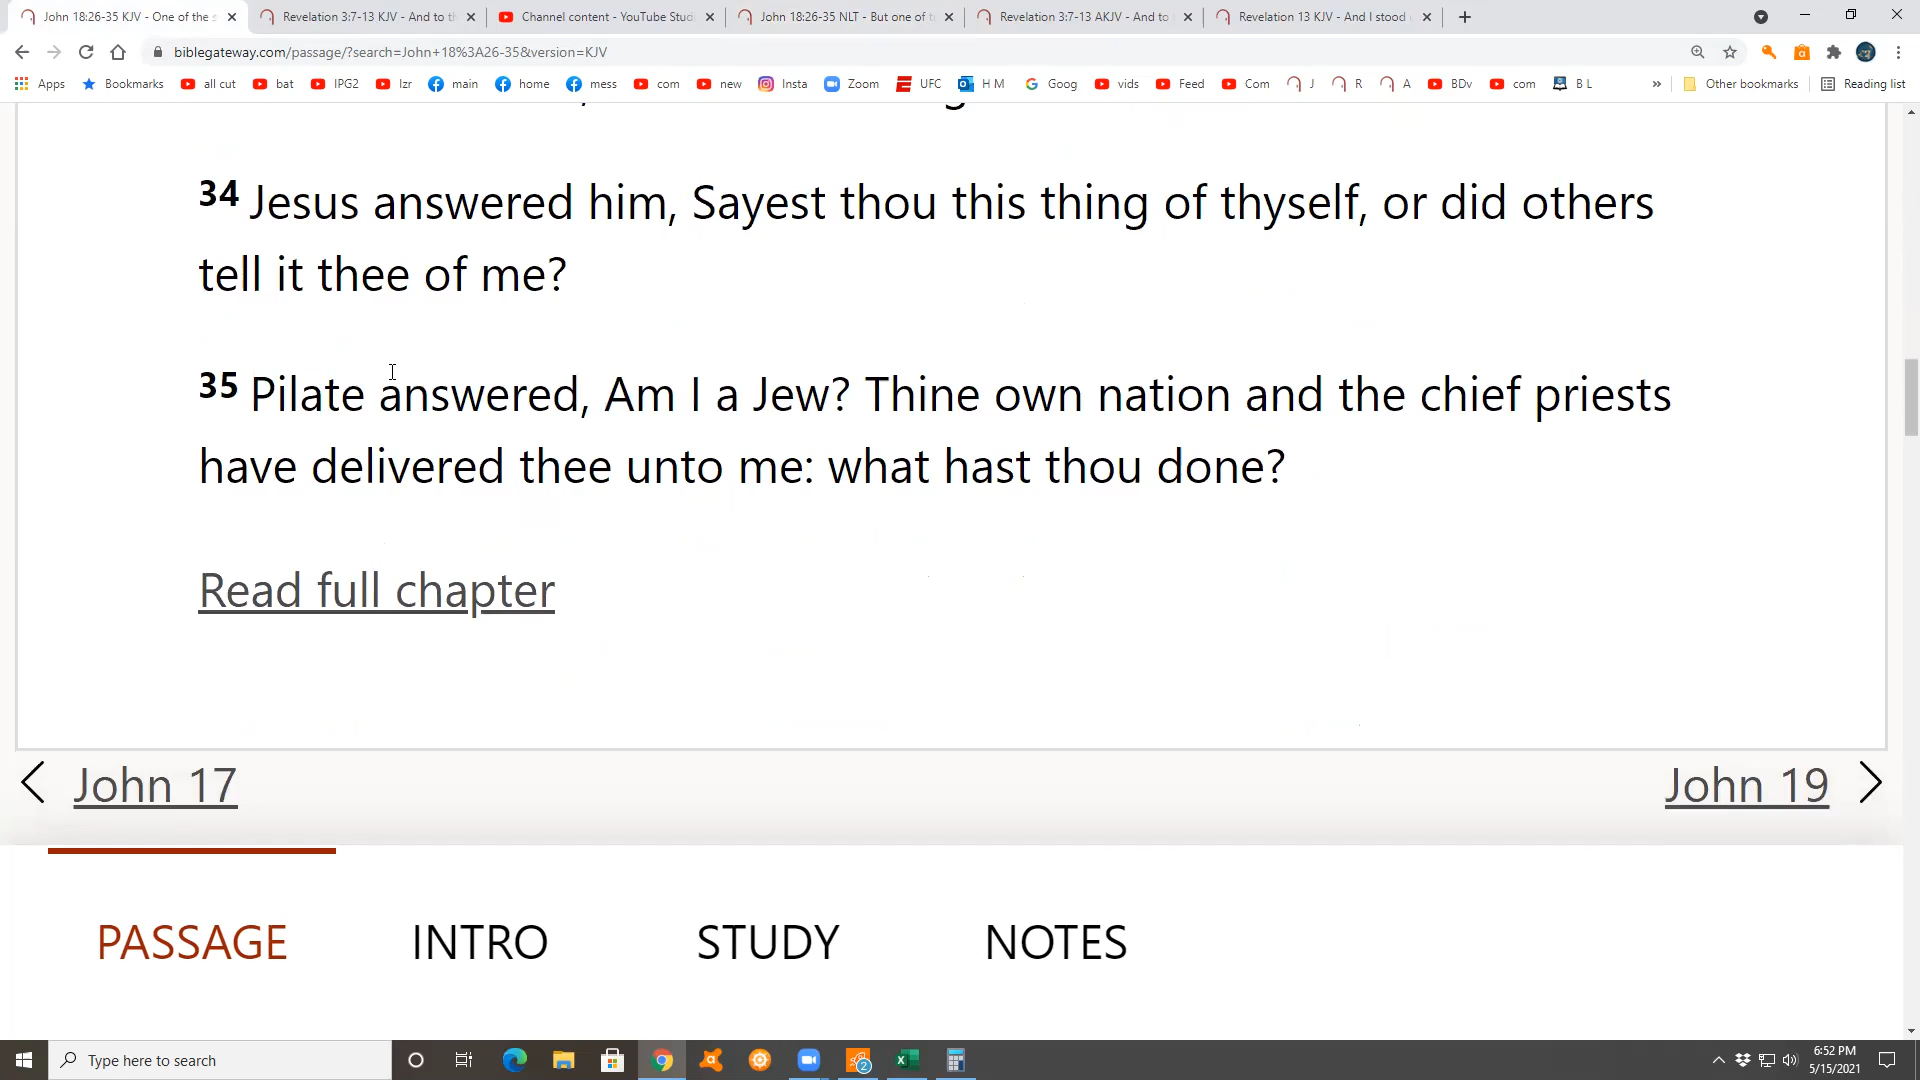 John 18:26-35 KJV - One of the s
Revelation 3:7-13 KJV - And to th
Channel content - YouTube Stud
John 18:26-35 NLT - But one of t
Revelation 3:7-13 AKJV - And to
Revelation 13 KJV - And I stood
biblegateway.com/passage/?search=John+18%3A26-35&version=KJV
Apps Bookmarks all cut bat IPG2 lzr main home mess com new Insta Zoom UFC H M Goog vids Feed Com J R A BDv com B L » Other bookmarks Reading list
34 Jesus answered him, Sayest thou this thing of thyself, or did others
tell it thee of me?
35 Pilate answered, Am I a Jew? Thine own nation and the chief priests
have delivered thee unto me: what hast thou done?
Read full chapter
John 17 John 19
PASSAGE INTRO STUDY NOTES
Type here to search
2
6:52 PM
5/15/2021